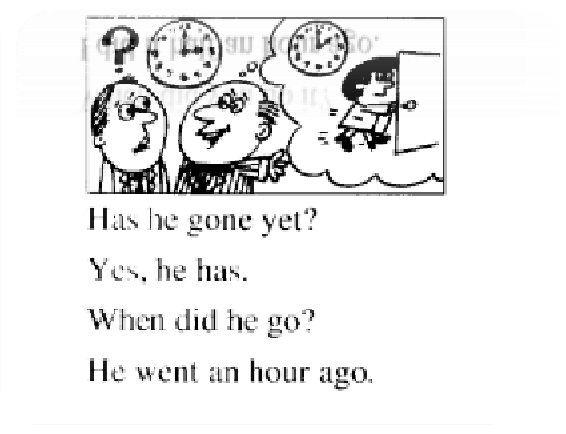 ?
Has he gone yet?
Yes, he has.
When did he go?
He went an hour ago.